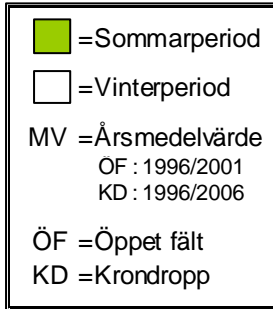 =Sommarperiod
=Vinterperiod
MV =Årsmedelvärde
ÖF : 1996/2001
KD : 1996/2006
ÖF =Öppet fält
KD =Krondropp